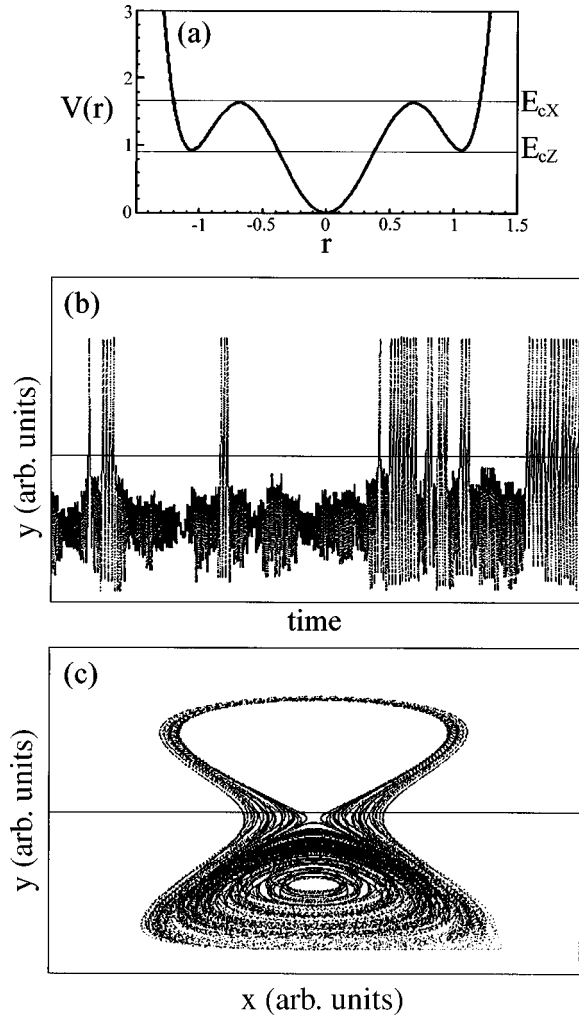 (a)
3
2
V(r)
1
0
E_cX
E_cZ
-1 -0.5 0 0.5 1 1.5
r
(b)
y (arb. units)
time
(c)
y (arb. units)
x (arb. units)